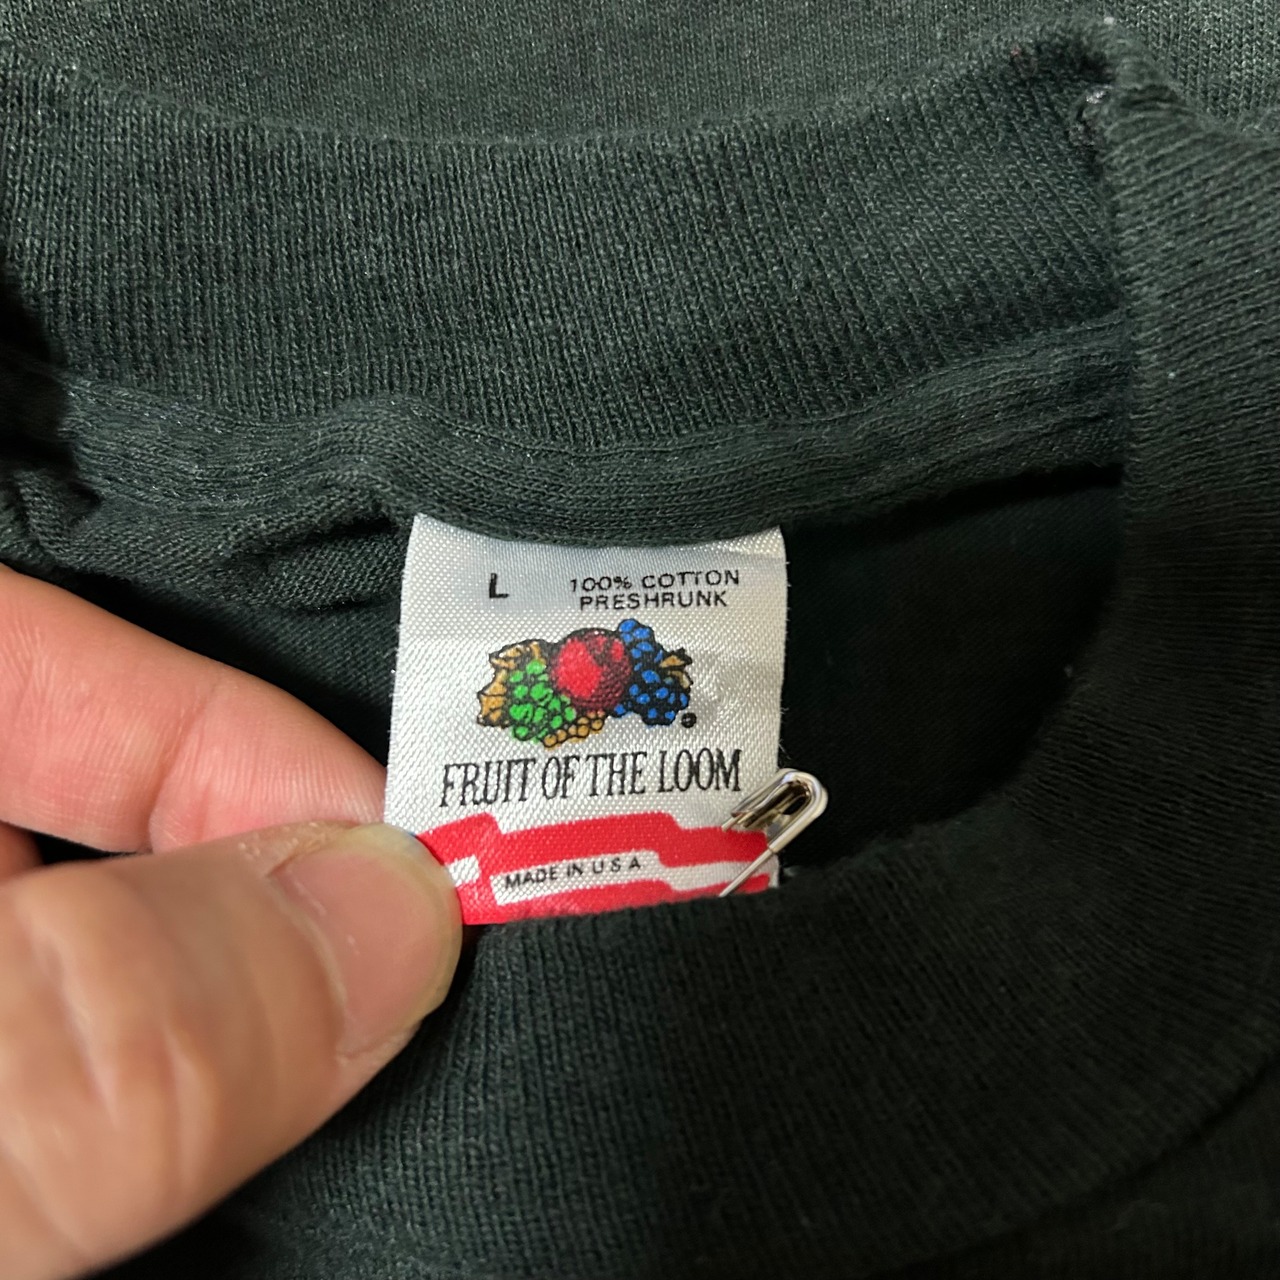 L 100% COTTON
PRESHRUNK
FRUIT OF THE LOOM
MADE IN U S A